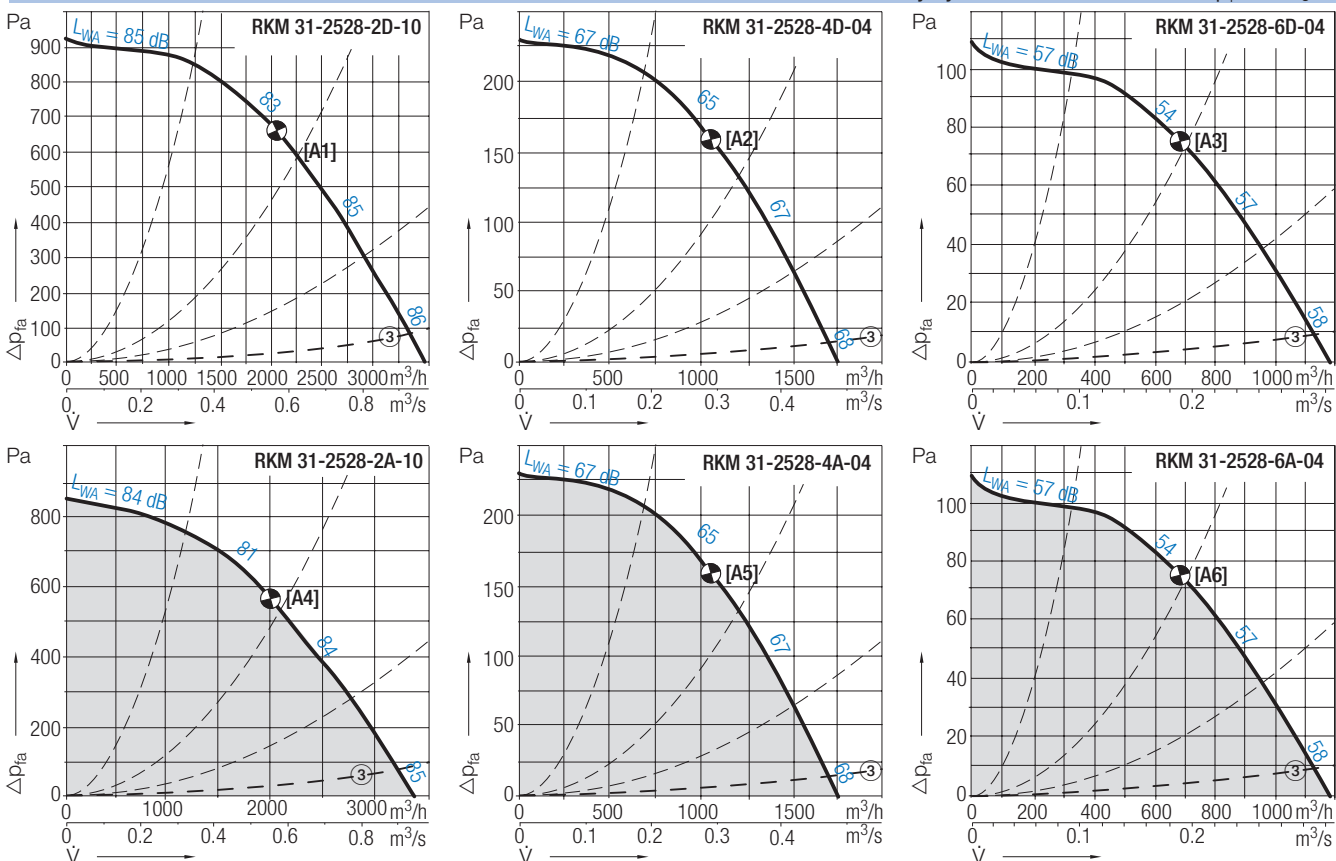 Pa
L_WA = 85 dB
RKM 31-2528-2D-10
900
800
700
600
500
400
300
200
100
0
83
[A1]
85
86
3
Δp_fa
0 500 1000 1500 2000 2500 3000 m³/h
0 0.2 0.4 0.6 0.8 m³/s
V̇
Pa
L_WA = 67 dB
RKM 31-2528-4D-04
200
150
100
50
0
65
[A2]
67
68
3
Δp_fa
0 500 1000 1500 m³/h
0 0.1 0.2 0.3 0.4 m³/s
V̇
Pa
L_WA = 57 dB
RKM 31-2528-6D-04
100
80
60
40
20
0
54
[A3]
57
58
3
Δp_fa
0 200 400 600 800 1000 m³/h
0 0.1 0.2 m³/s
V̇
Pa
L_WA = 84 dB
RKM 31-2528-2A-10
800
600
400
200
0
81
[A4]
84
85
3
Δp_fa
0 1000 2000 3000 m³/h
0 0.2 0.4 0.6 0.8 m³/s
V̇
Pa
L_WA = 67 dB
RKM 31-2528-4A-04
200
150
100
50
0
65
[A5]
67
68
3
Δp_fa
0 500 1000 1500 m³/h
0 0.1 0.2 0.3 0.4 m³/s
V̇
Pa
L_WA = 57 dB
RKM 31-2528-6A-04
100
80
60
40
20
0
54
[A6]
57
58
3
Δp_fa
0 200 400 600 800 1000 m³/h
0 0.1 0.2 m³/s
V̇